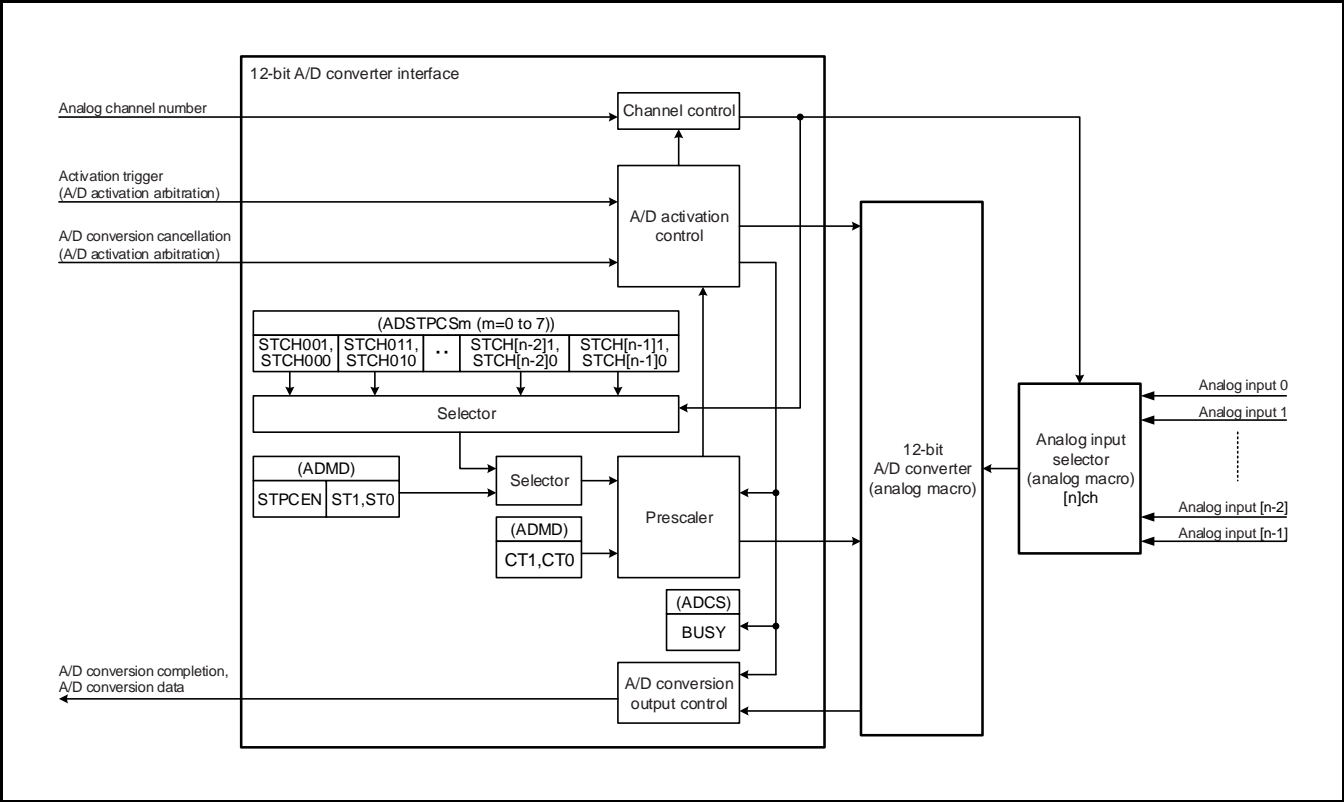 12-bit A/D converter interface
Analog channel number
Channel control
Activation trigger
(A/D activation arbitration)
A/D activation
control
A/D conversion cancellation
(A/D activation arbitration)
(ADSTPCSm (m=0 to 7))
STCH001,
STCH000
STCH011,
STCH010
··
STCH[n-2]1,
STCH[n-2]0
STCH[n-1]1,
STCH[n-1]0
Selector
(ADMD)
STPCEN
ST1,ST0
Selector
(ADMD)
CT1,CT0
Prescaler
(ADCS)
BUSY
A/D conversion completion,
A/D conversion data
A/D conversion
output control
12-bit
A/D converter
(analog macro)
Analog input
selector
(analog macro)
[n]ch
Analog input 0
Analog input 1
Analog input [n-2]
Analog input [n-1]